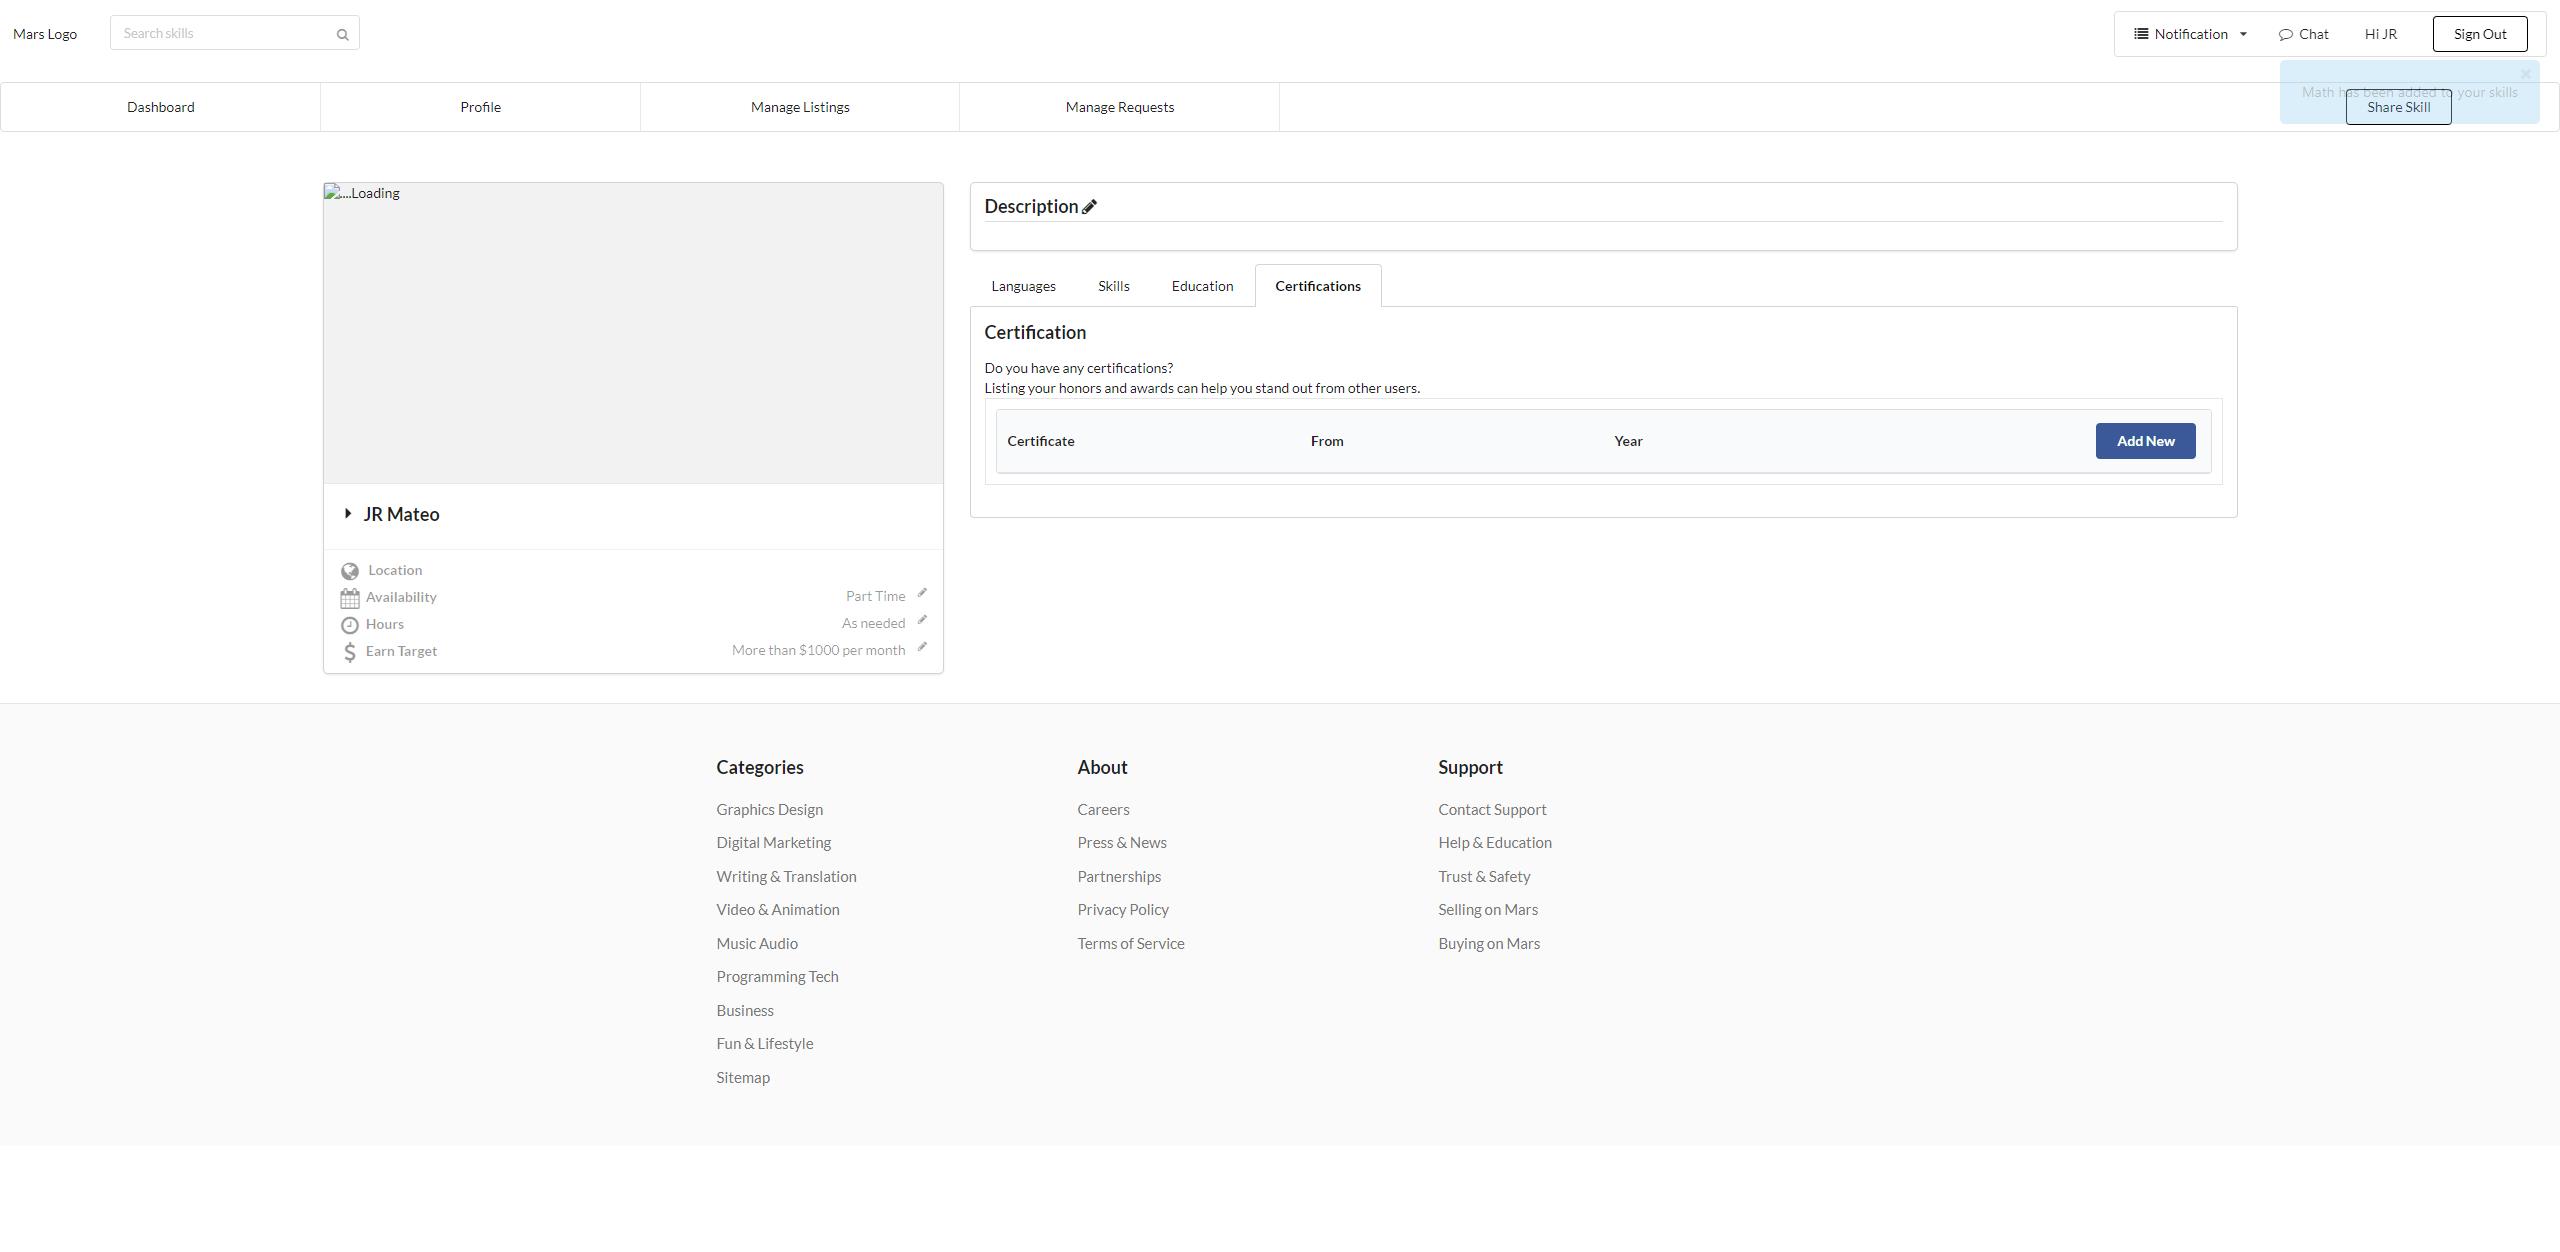 Mars Logo
Search skills
Notification
Chat
Hi JR
Sign Out
Math has been added to your skills
Dashboard
Profile
Manage Listings
Manage Requests
Share Skill
....Loading
JR Mateo
Location
Availability
Part Time
Hours
As needed
Earn Target
More than $1000 per month
Description
Languages
Skills
Education
Certifications
Certification
Do you have any certifications?
Listing your honors and awards can help you stand out from other users.
Certificate
From
Year
Add New
Categories
Graphics Design
Digital Marketing
Writing & Translation
Video & Animation
Music Audio
Programming Tech
Business
Fun & Lifestyle
Sitemap
About
Careers
Press & News
Partnerships
Privacy Policy
Terms of Service
Support
Contact Support
Help & Education
Trust & Safety
Selling on Mars
Buying on Mars